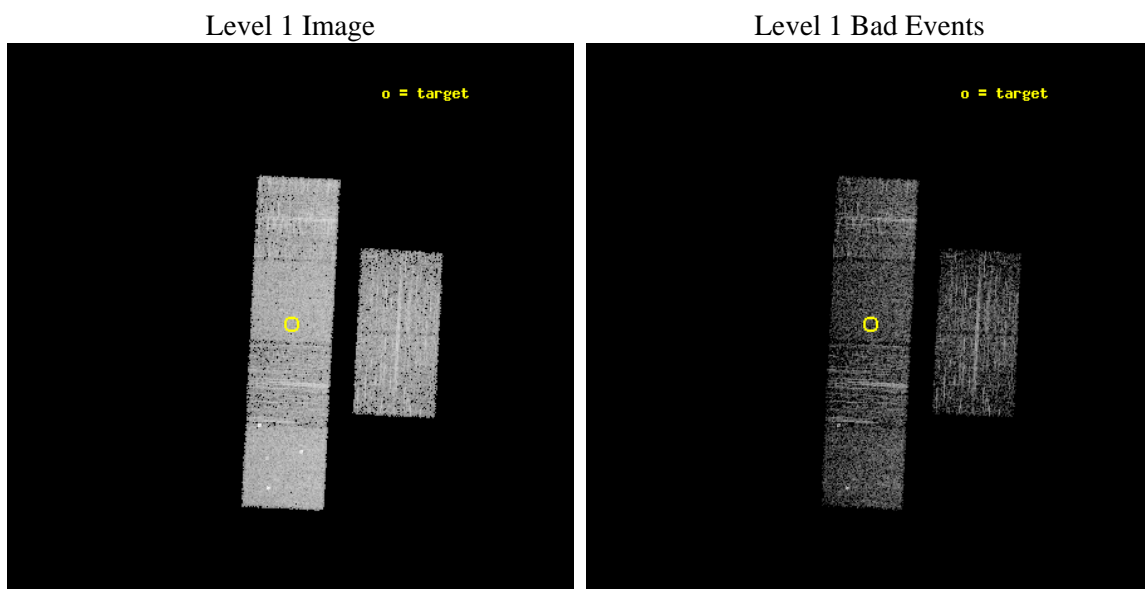 Level 1 Image
Level 1 Bad Events
o = target
o = target